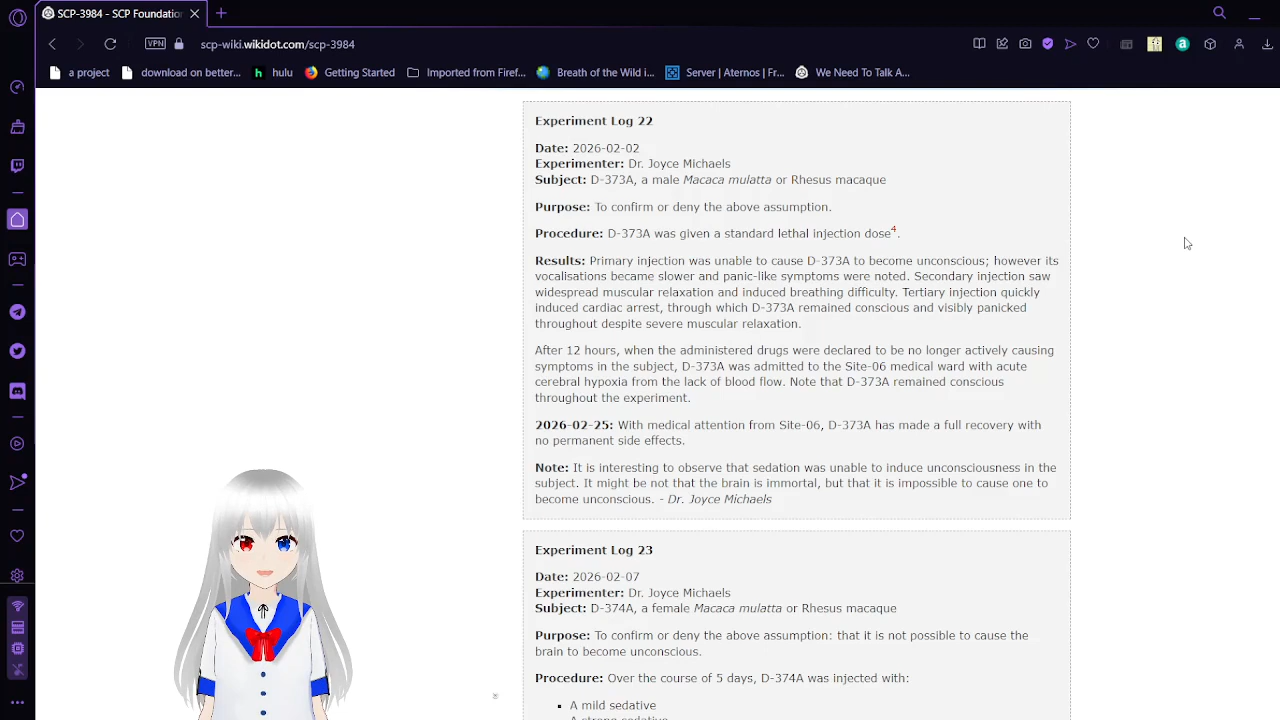 SCP-3984 - SCP Foundation
VPN
scp-wiki.wikidot.com/scp-3984
a
a project
download on better...
h
hulu
Getting Started
Imported from Firef...
Breath of the Wild i...
Server | Aternos | Fr...
We Need To Talk A...
Experiment Log 22
Date: 2026-02-02
Experimenter: Dr. Joyce Michaels
Subject: D-373A, a male Macaca mulatta or Rhesus macaque
Purpose: To confirm or deny the above assumption.
Procedure: D-373A was given a standard lethal injection dose4.
Results: Primary injection was unable to cause D-373A to become unconscious; however its
vocalisations became slower and panic-like symptoms were noted. Secondary injection saw
widespread muscular relaxation and induced breathing difficulty. Tertiary injection quickly
induced cardiac arrest, through which D-373A remained conscious and visibly panicked
throughout despite severe muscular relaxation.
After 12 hours, when the administered drugs were declared to be no longer actively causing
symptoms in the subject, D-373A was admitted to the Site-06 medical ward with acute
cerebral hypoxia from the lack of blood flow. Note that D-373A remained conscious
throughout the experiment.
2026-02-25: With medical attention from Site-06, D-373A has made a full recovery with
no permanent side effects.
Note: It is interesting to observe that sedation was unable to induce unconsciousness in the
subject. It might be not that the brain is immortal, but that it is impossible to cause one to
become unconscious. - Dr. Joyce Michaels
Experiment Log 23
Date: 2026-02-07
Experimenter: Dr. Joyce Michaels
Subject: D-374A, a female Macaca mulatta or Rhesus macaque
Purpose: To confirm or deny the above assumption: that it is not possible to cause the
brain to become unconscious.
Procedure: Over the course of 5 days, D-374A was injected with:
A mild sedative
A strong sedative